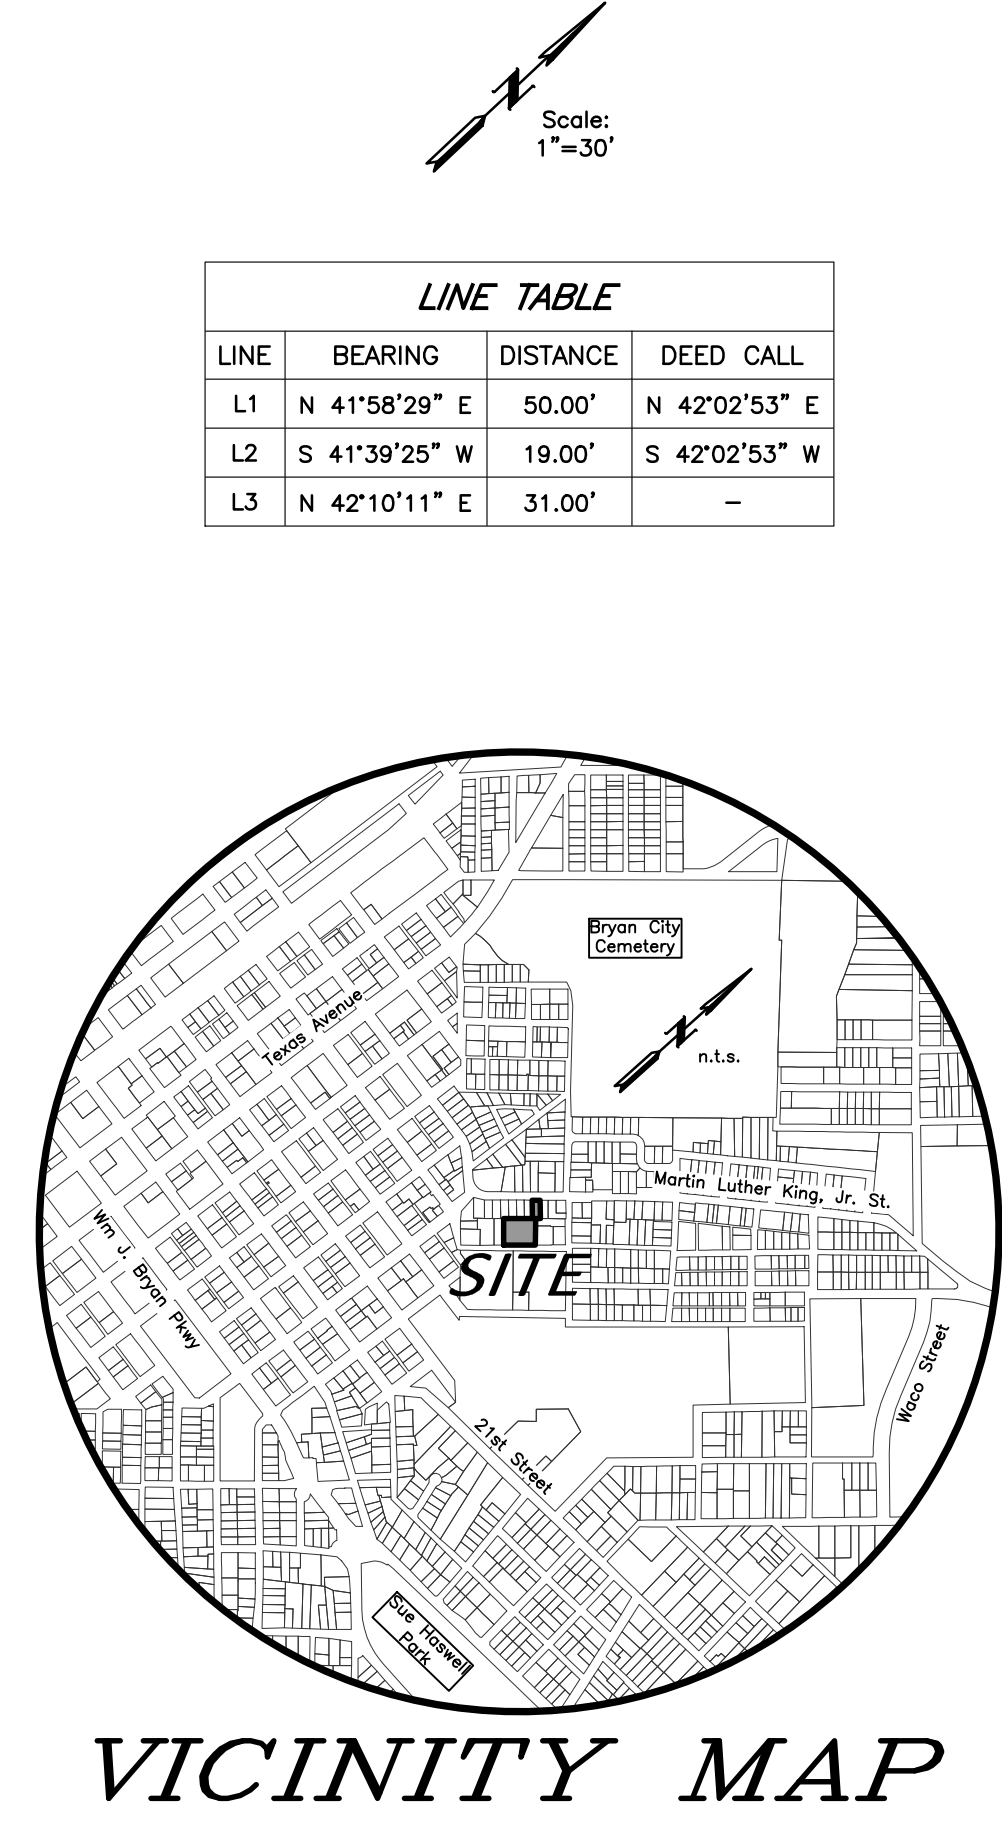 N
Scale:
1"=30'
LINE TABLE
LINE BEARING DISTANCE DEED CALL
L1 N 41°58'29" E 50.00' N 42°02'53" E
L2 S 41°39'25" W 19.00' S 42°02'53" W
L3 N 42°10'11" E 31.00' –
Bryan City
Cemetery
Texas Avenue
N
n.t.s.
Martin Luther King, Jr. St.
Wm J. Bryan Pkwy
SITE
Waco Street
21st Street
Sue Haswell
Park
VICINITY MAP